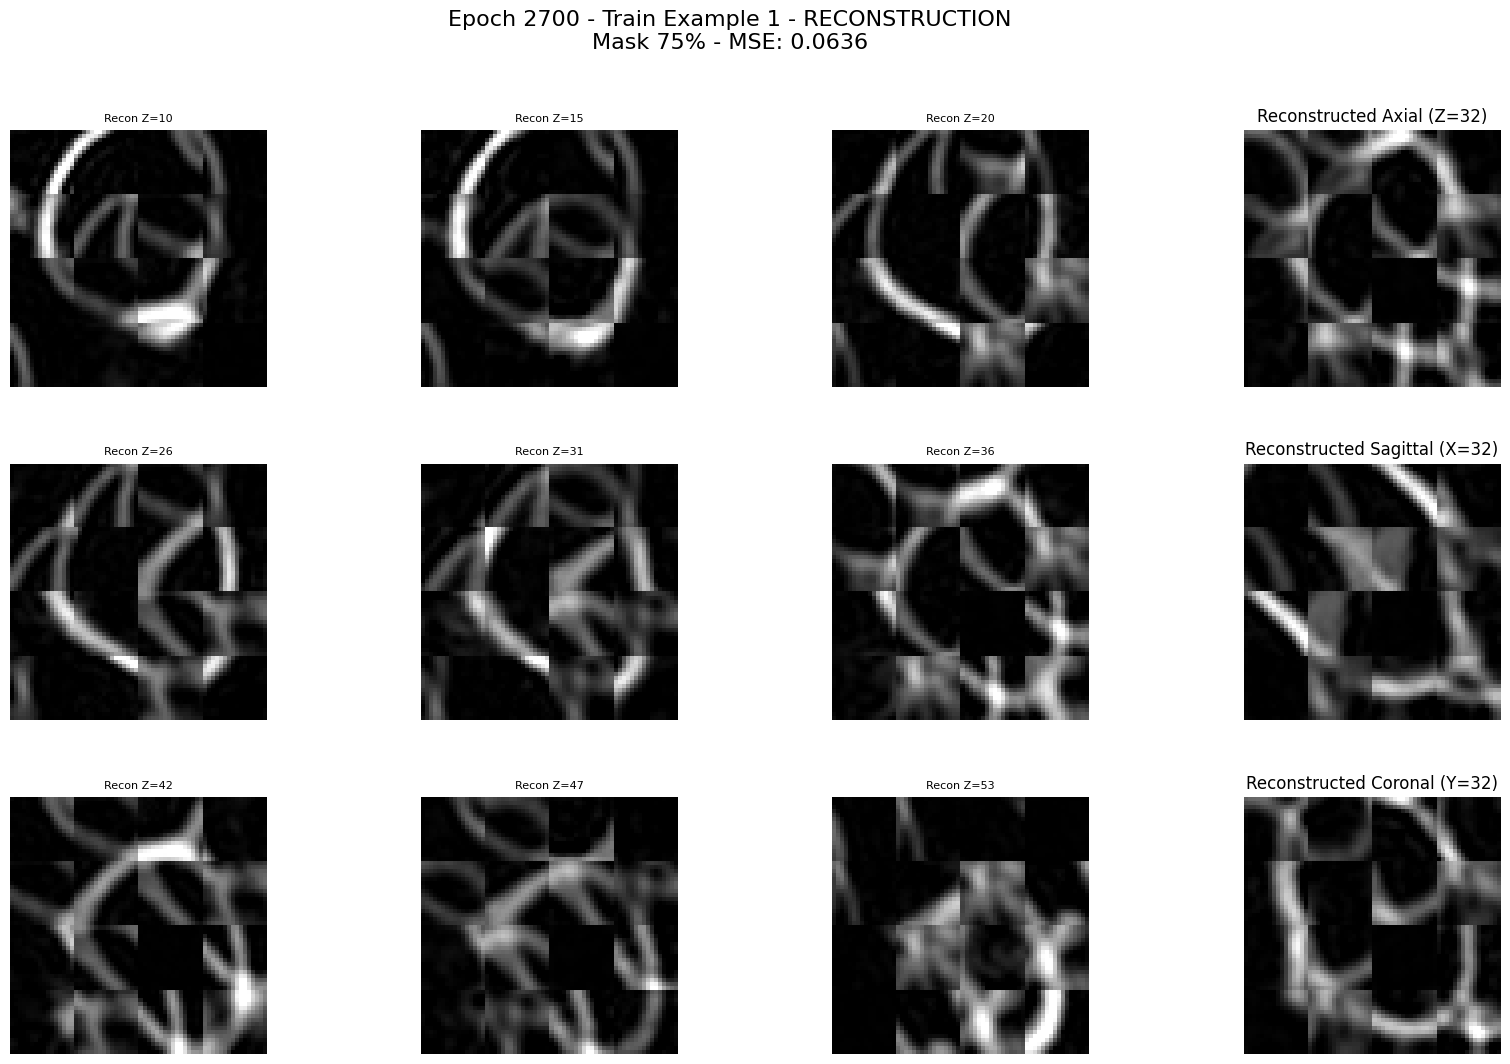 Epoch 2700 - Train Example 1 - RECONSTRUCTION
Mask 75% - MSE: 0.0636
Recon Z=10
Recon Z=15
Recon Z=20
Reconstructed Axial (Z=32)
Recon Z=26
Recon Z=31
Recon Z=36
Reconstructed Sagittal (X=32)
Recon Z=42
Recon Z=47
Recon Z=53
Reconstructed Coronal (Y=32)